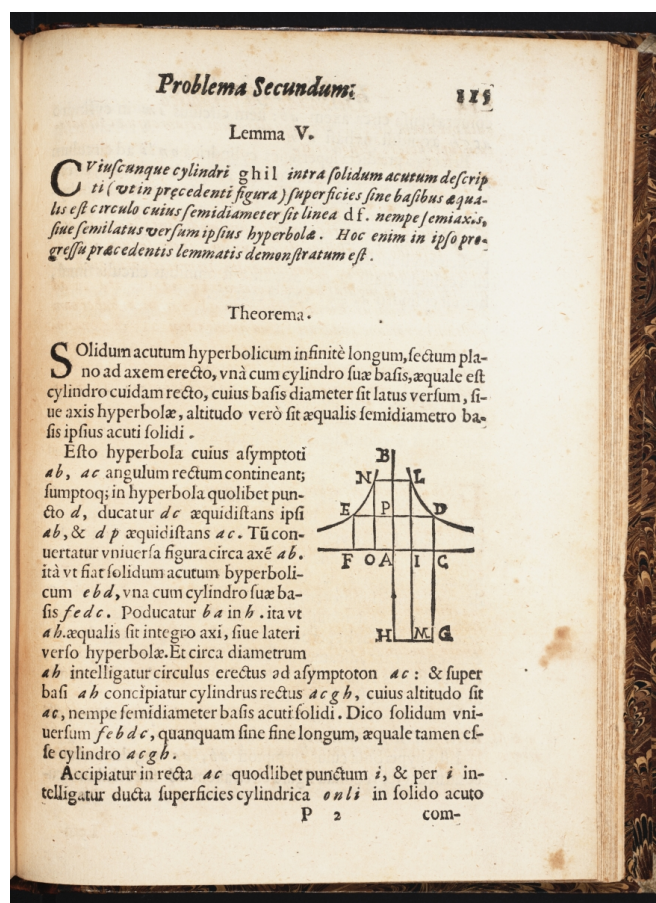 Problema Secundum: 115
Lemma V.
CViuſcunque cylindri ghil intra ſolidum acutum deſcrip
ti (vt in pręcedenti figura) ſuperficies ſine baſibus æqua-
lis eſt circulo cuius ſemidiameter ſit linea df. nempe ſemiaxis,
ſiue ſemilatus verſum ipſius hyperbolæ. Hoc enim in ipſo pro-
greſſu præcedentis lemmatis demonſtratum eſt.
Theorema.
SOlidum acutum hyperbolicum infinitè longum, ſectum pla-
no ad axem erecto, vnà cum cylindro ſuæ baſis, æquale eſt
cylindro cuidam recto, cuius baſis diameter ſit latus verſum, ſi-
ue axis hyperbolæ, altitudo verò ſit æqualis ſemidiametro ba-
ſis ipſius acuti ſolidi.
Eſto hyperbola cuius aſymptoti
ab, ac angulum rectum contineant;
ſumptoq; in hyperbola quolibet pun-
cto d, ducatur dc æquidiſtans ipſi
ab, & dp æquidiſtans ac. Tũ con-
uertatur vniuerſa figura circa axẽ ab.
ità vt fiat ſolidum acutum byperboli-
cum ebd, vna cum cylindro ſuæ ba-
ſis fedc. Poducatur ba in h. ita vt
ah. æqualis ſit integro axi, ſiue lateri
verſo hyperbolæ. Et circa diametrum
ah intelligatur circulus erectus ad aſymptoton ac: & ſuper
baſi ah concipiatur cylindrus rectus acgh, cuius altitudo ſit
ac, nempe ſemidiameter baſis acuti ſolidi. Dico ſolidum vni-
uerſum febdc, quanquam ſine fine longum, æquale tamen eſ-
ſe cylindro acgh.
Accipiatur in recta ac quodlibet punctum i, & per i in-
telligatur ducta ſuperficies cylindrica onli in ſolido acuto
P 2 com-
B
N L
E P D
F O A I C
H M G